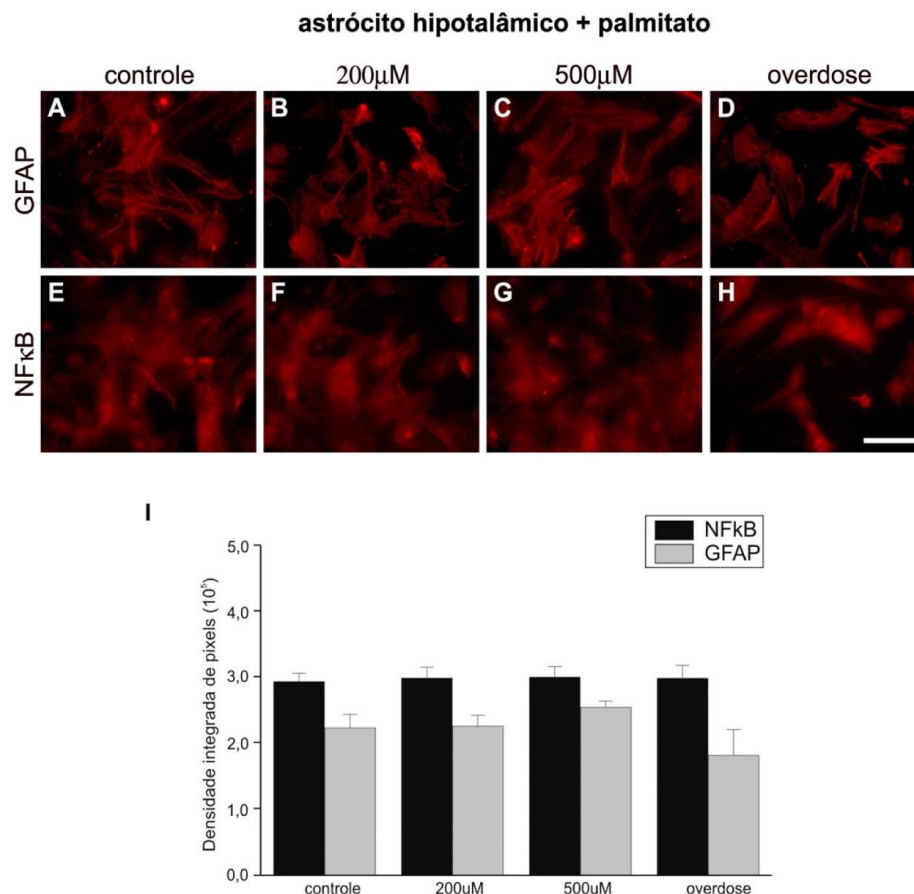 astrócito hipotalâmico + palmitato
controle 200μM 500μM overdose
A B C D
GFAP
E F G H
NFκB
I
NFkB
GFAP
Densidade integrada de pixels (10⁵)
5,0
4,0
3,0
2,0
1,0
0,0
controle 200uM 500uM overdose